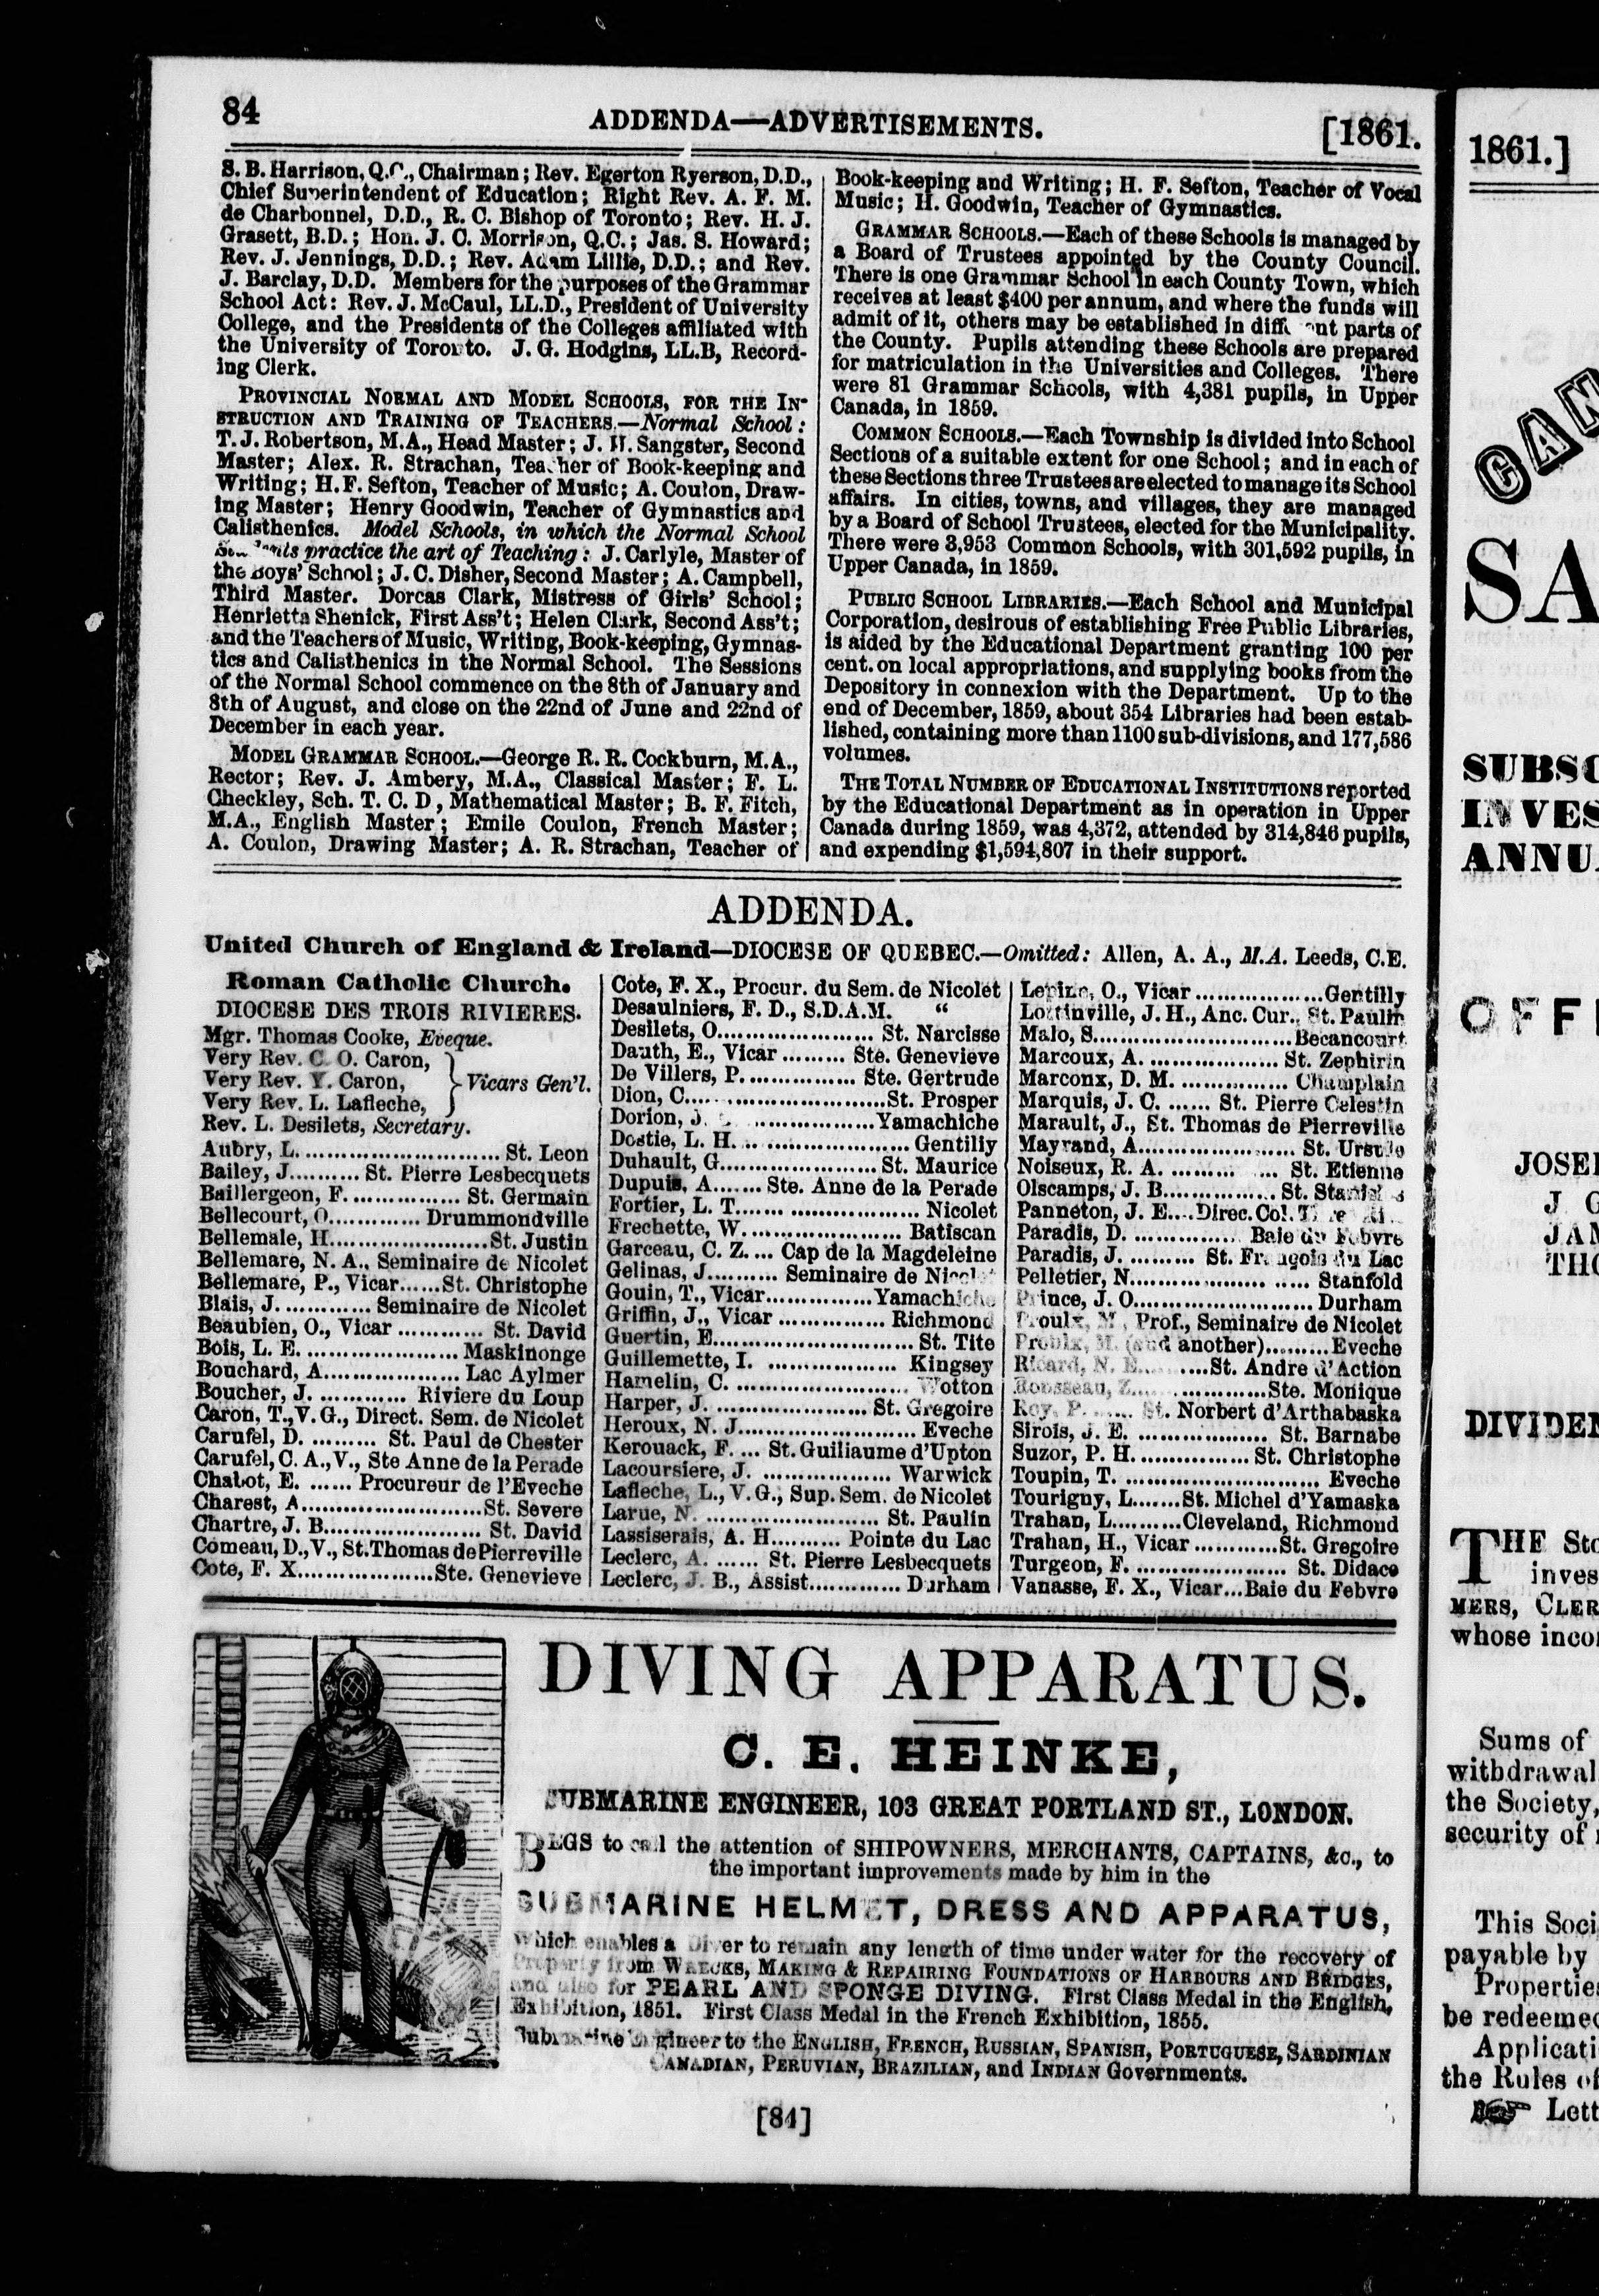 84 ADDENDA—ADVERTISEMENTS. [1861.
S. B. Harrison, Q.C., Chairman; Rev. Egerton Ryerson, D.D.,
Chief Superintendent of Education; Right Rev. A. F. M.
de Charbonnel, D.D., R. C. Bishop of Toronto; Rev. H. J.
Grasett, B.D.; Hon. J. C. Morrison, Q.C.; Jas. S. Howard;
Rev. J. Jennings, D.D.; Rev. Adam Lillie, D.D.; and Rev.
J. Barclay, D.D. Members for the purposes of the Grammar
School Act: Rev. J. McCaul, LL.D., President of University
College, and the Presidents of the Colleges affiliated with
the University of Toronto. J. G. Hodgins, LL.B, Record-
ing Clerk.
PROVINCIAL NORMAL AND MODEL SCHOOLS, FOR THE IN-
STRUCTION AND TRAINING OF TEACHERS.—Normal School:
T. J. Robertson, M.A., Head Master; J. H. Sangster, Second
Master; Alex. R. Strachan, Teacher of Book-keeping and
Writing; H. F. Sefton, Teacher of Music; A. Coulon, Draw-
ing Master; Henry Goodwin, Teacher of Gymnastics and
Calisthenics. Model Schools, in which the Normal School
Students practice the art of Teaching: J. Carlyle, Master of
the Boys' School; J. C. Disher, Second Master; A. Campbell,
Third Master. Dorcas Clark, Mistress of Girls' School;
Henrietta Shenick, First Ass't; Helen Clark, Second Ass't;
and the Teachers of Music, Writing, Book-keeping, Gymnas-
tics and Calisthenics in the Normal School. The Sessions
of the Normal School commence on the 8th of January and
8th of August, and close on the 22nd of June and 22nd of
December in each year.
MODEL GRAMMAR SCHOOL.—George R. R. Cockburn, M.A.,
Rector; Rev. J. Ambery, M.A., Classical Master; F. L.
Checkley, Sch. T. C. D, Mathematical Master; B. F. Fitch,
M.A., English Master; Emile Coulon, French Master;
A. Coulon, Drawing Master; A. R. Strachan, Teacher of
Book-keeping and Writing; H. F. Sefton, Teacher of Vocal
Music; H. Goodwin, Teacher of Gymnastics.
GRAMMAR SCHOOLS.—Each of these Schools is managed by
a Board of Trustees appointed by the County Council.
There is one Grammar School in each County Town, which
receives at least $400 per annum, and where the funds will
admit of it, others may be established in different parts of
the County. Pupils attending these Schools are prepared
for matriculation in the Universities and Colleges. There
were 81 Grammar Schools, with 4,381 pupils, in Upper
Canada, in 1859.
COMMON SCHOOLS.—Each Township is divided into School
Sections of a suitable extent for one School; and in each of
these Sections three Trustees are elected to manage its School
affairs. In cities, towns, and villages, they are managed
by a Board of School Trustees, elected for the Municipality.
There were 3,953 Common Schools, with 301,592 pupils, in
Upper Canada, in 1859.
PUBLIC SCHOOL LIBRARIES.—Each School and Municipal
Corporation, desirous of establishing Free Public Libraries,
is aided by the Educational Department granting 100 per
cent. on local appropriations, and supplying books from the
Depository in connexion with the Department. Up to the
end of December, 1859, about 354 Libraries had been estab-
lished, containing more than 1100 sub-divisions, and 177,586
volumes.
THE TOTAL NUMBER OF EDUCATIONAL INSTITUTIONS reported
by the Educational Department as in operation in Upper
Canada during 1859, was 4,372, attended by 314,846 pupils,
and expending $1,594,807 in their support.
ADDENDA.
United Church of England & Ireland—DIOCESE OF QUEBEC.—Omitted: Allen, A. A., M.A. Leeds, C.E.
Roman Catholic Church.
DIOCESE DES TROIS RIVIERES.
Mgr. Thomas Cooke, Eveque.
Very Rev. C. O. Caron,
Very Rev. T. Caron, } Vicars Gen'l.
Very Rev. L. Lafleche,
Rev. L. Desilets, Secretary.
Aubry, L. ............ St. Leon
Bailey, J. ............ St. Pierre Lesbecquets
Baillergeon, F. ............ St. Germain
Bellecourt, O. ............ Drummondville
Bellemale, H. ............ St. Justin
Bellemare, N. A., Seminaire de Nicolet
Bellemare, P., Vicar......St. Christophe
Blais, J. ............ Seminaire de Nicolet
Beaubien, O., Vicar ............ St. David
Bois, L. E. ............ Maskinonge
Bouchard, A............ Lac Aylmer
Boucher, J. ............ Riviere du Loup
Caron, T., V. G., Direct. Sem. de Nicolet
Carufel, D. .......... St. Paul de Chester
Carufel, C. A., V., Ste Anne de la Perade
Chabot, E. ...... Procureur de l'Eveche
Charest, A............ St. Severe
Chartre, J. B............ St. David
Comeau, D., V., St. Thomas de Pierreville
Cote, F. X............ Ste. Genevieve
Cote, F. X., Procur. du Sem. de Nicolet
Desaulniers, F. D., S.D.A.M. "
Desilets, O............ St. Narcisse
Dauth, E., Vicar ......... Ste. Genevieve
De Villers, P. ............ Ste. Gertrude
Dion, C............ St. Prosper
Dorion, J. ............ Yamachiche
Dostie, L. H. ............ Gentilly
Duhault, G............ St. Maurice
Dupuis, A....... Ste. Anne de la Perade
Fortier, L. T............ Nicolet
Frechette, W............ Batiscan
Garceau, C. Z. ... Cap de la Magdeleine
Gelinas, J.......... Seminaire de Nicolet
Gouin, T., Vicar............ Yamachiche
Griffin, J., Vicar ............ Richmond
Guertin, E............ St. Tite
Guillemette, I. ............ Kingsey
Hamelin, C. ............ Wotton
Harper, J. ............ St. Gregoire
Heroux, N. J............ Eveche
Kerouack, F. ... St. Guillaume d'Upton
Lacoursiere, J. ............ Warwick
Lafleche, L., V. G., Sup. Sem. de Nicolet
Larue, N. ............ St. Paulin
Lassiserais, A. H.......... Pointe du Lac
Leclerc, A. ...... St. Pierre Lesbecquets
Leclerc, J. B., Assist............ Durham
Lepine, O., Vicar ............ Gentilly
Lottinville, J. H., Anc. Cur., St. Paulin
Malo, S............ Becancourt
Marcoux, A. ............ St. Zephirin
Marconx, D. M. ............ Champlain
Marquis, J. C. ...... St. Pierre Celestin
Marault, J., St. Thomas de Pierreville
Mayrand, A............ St. Ursule
Noiseux, R. A. ............ St. Etienne
Olscamps, J. B............ St.
Panneton, J. E....Direc. Col.
Paradis, D. ............ Baie du Febvre
Paradis, J. .......... St. François du Lac
Pelletier, N............ Stanfold
Prince, J. O............ Durham
Proulx, M., Prof., Seminaire de Nicolet
Proulx, M. (and another).........Eveche
Ricard, N. E..........St. Andre d'Action
Rousseau, Z............ Ste. Monique
Roy, P. ...... St. Norbert d'Arthabaska
Sirois, J. E. ............ St. Barnabe
Suzor, P. H............ St. Christophe
Toupin, T. ............ Eveche
Tourigny, L.......St. Michel d'Yamaska
Trahan, L..........Cleveland, Richmond
Trahan, H., Vicar ............ St. Gregoire
Turgeon, F. ............ St. Didace
Vanasse, F. X., Vicar...Baie du Febvre
DIVING APPARATUS.
C. E. HEINKE,
SUBMARINE ENGINEER, 103 GREAT PORTLAND ST., LONDON.
BEGS to call the attention of SHIPOWNERS, MERCHANTS, CAPTAINS, &c., to
the important improvements made by him in the
SUBMARINE HELMET, DRESS AND APPARATUS,
Which enables a Diver to remain any length of time under water for the recovery of
Property from WRECKS, MAKING & REPAIRING FOUNDATIONS OF HARBOURS AND BRIDGES,
and also for PEARL AND SPONGE DIVING. First Class Medal in the English,
Exhibition, 1851. First Class Medal in the French Exhibition, 1855.
Submarine Engineer to the ENGLISH, FRENCH, RUSSIAN, SPANISH, PORTUGUESE, SARDINIAN
CANADIAN, PERUVIAN, BRAZILIAN, and INDIAN Governments.
[84]
1861.]
CAN
SA
SUBSC
INVES
ANNU
OFFI
JOSE
J G
JAM
THO
DIVIDEN
THE Sto
inves
MERS, CLER
whose inco
Sums of
withdrawal
the Society,
security of
This Soci
payable by
Propertie
be redeeme
Applicati
the Rules of
☞ Lett